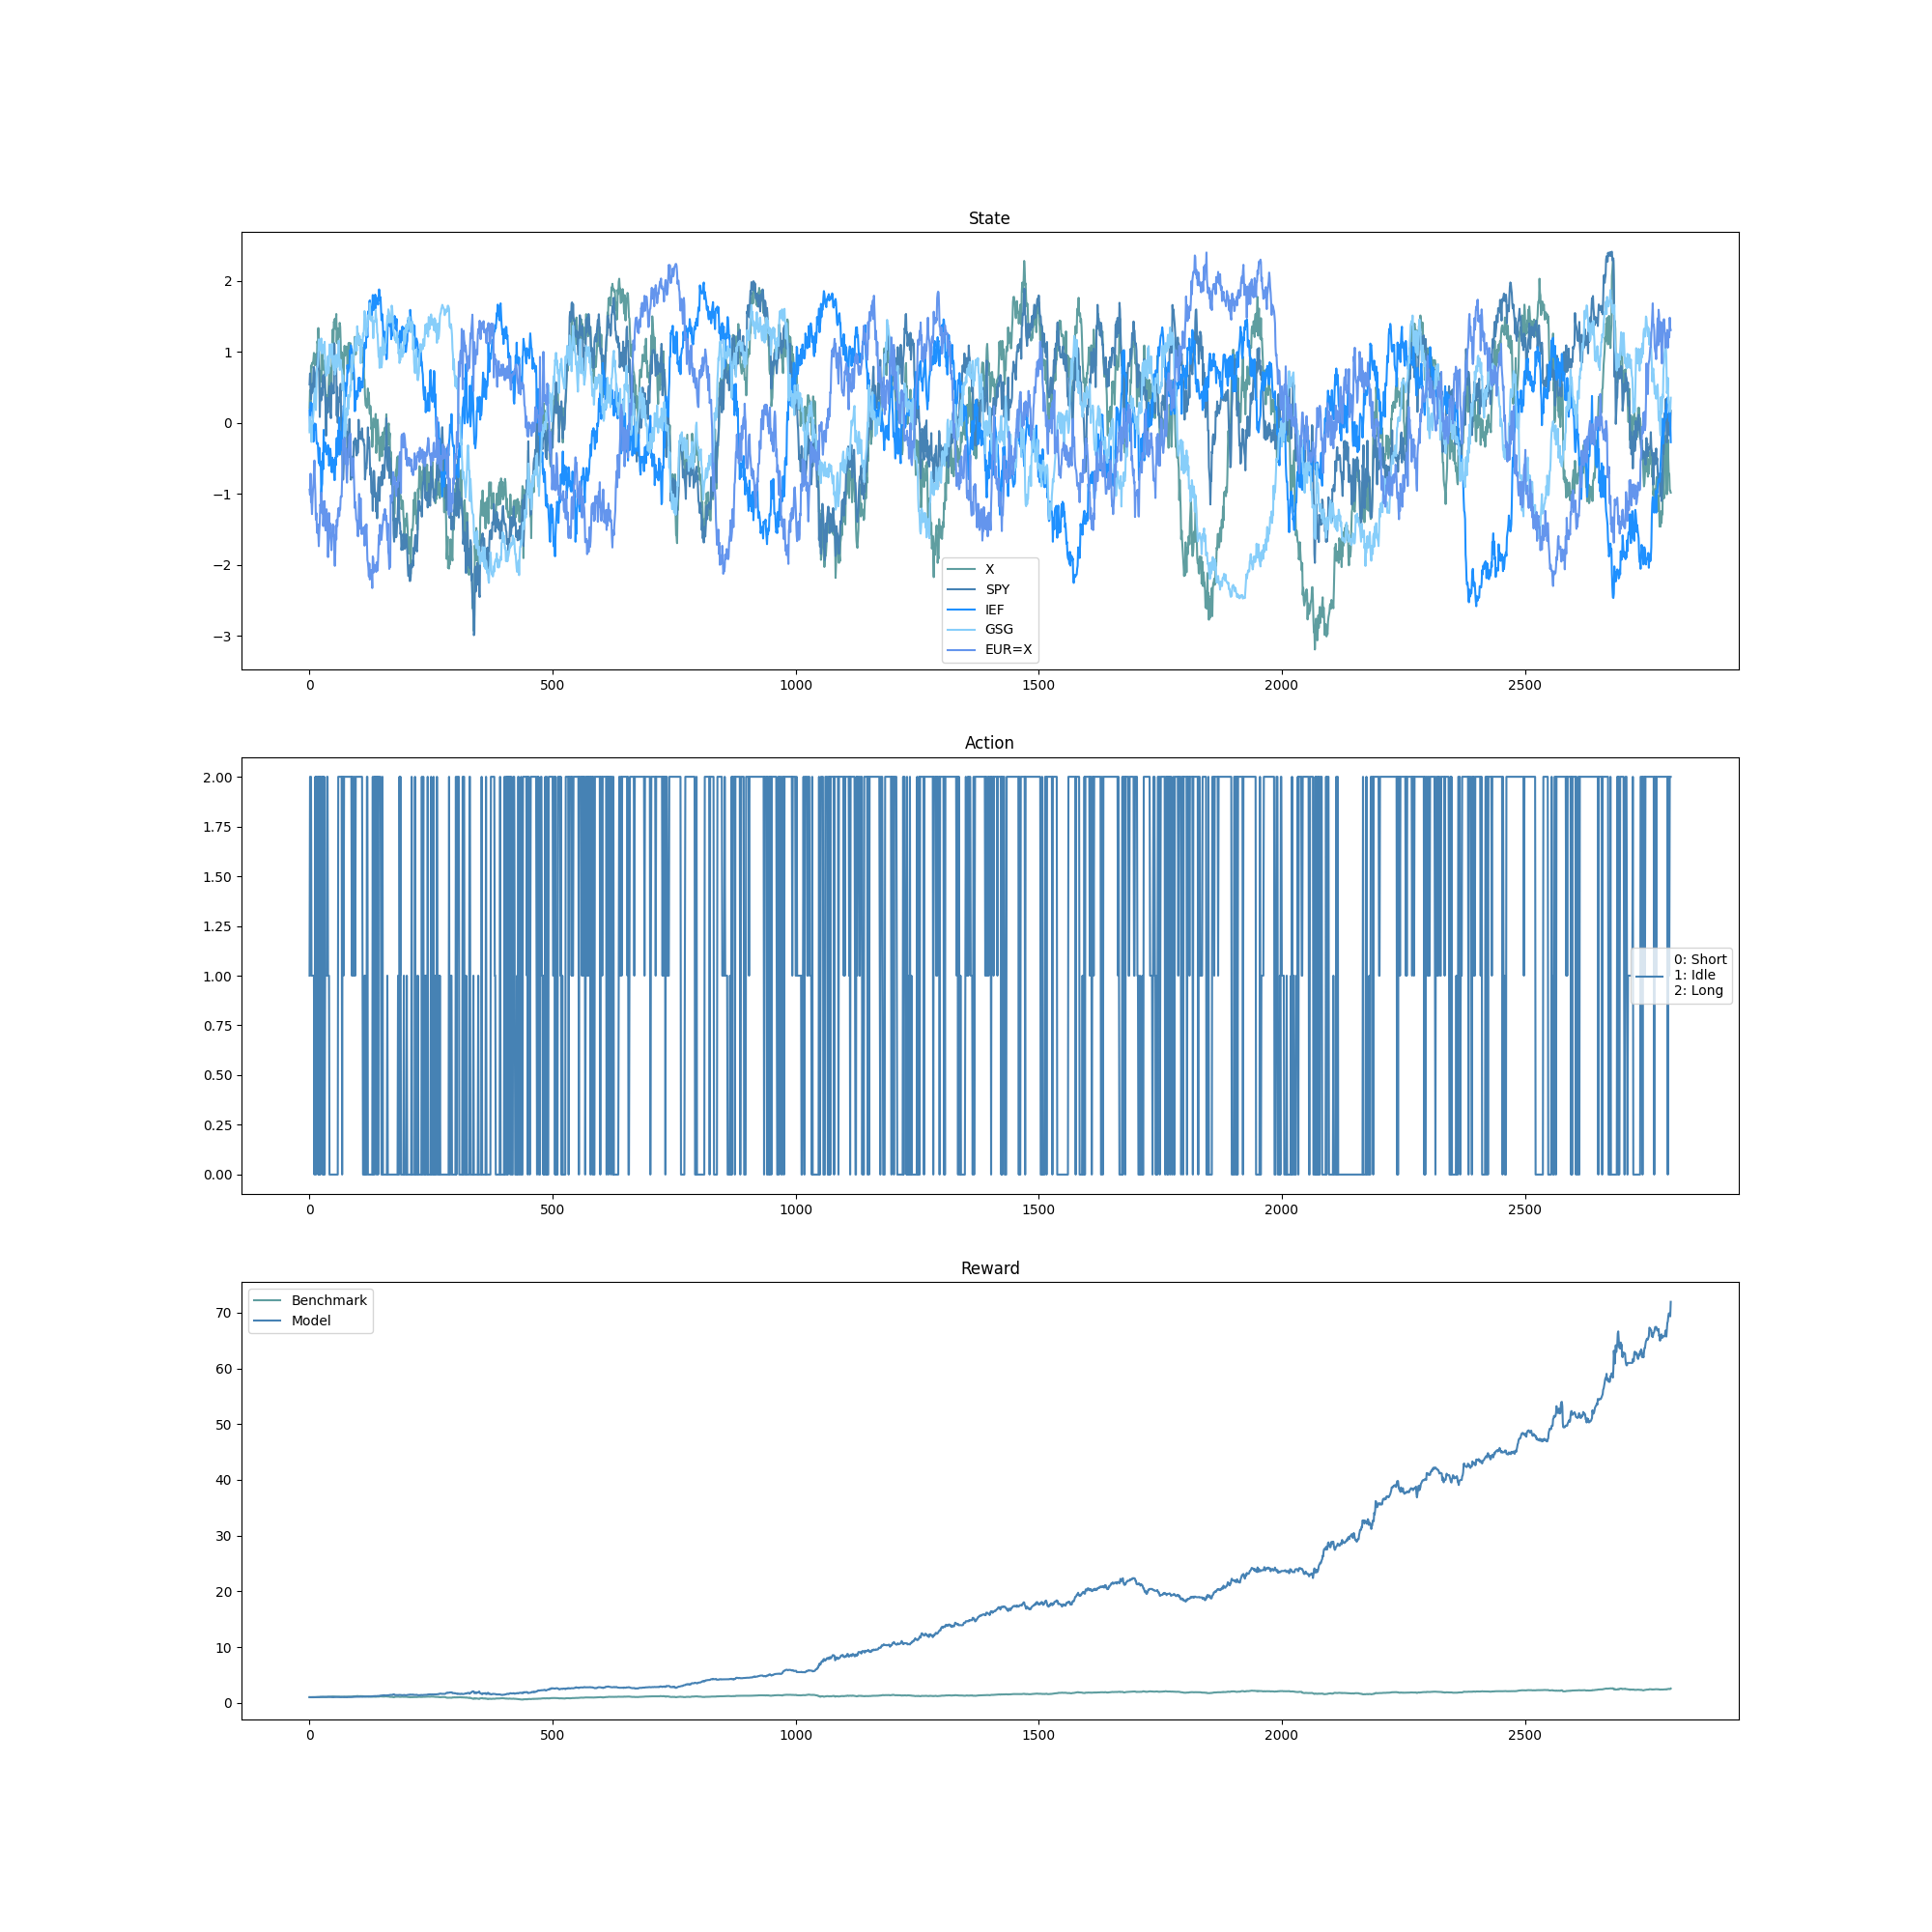 State
2
1
0
−1
−2
−3
X
SPY
IEF
GSG
EUR=X
0 500 1000 1500 2000 2500
Action
2.00
1.75
1.50
1.25
1.00
0.75
0.50
0.25
0.00
0: Short
1: Idle
2: Long
0 500 1000 1500 2000 2500
Reward
Benchmark
Model
70
60
50
40
30
20
10
0
0 500 1000 1500 2000 2500